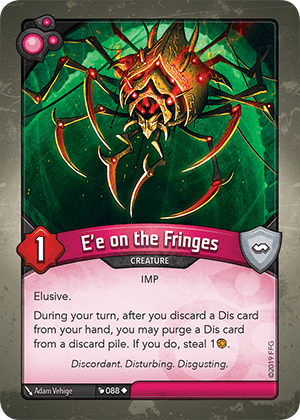 E'e on the Fringes
CREATURE
1
IMP
Elusive.
During your turn, after you discard a Dis card
from your hand, you may purge a Dis card
from a discard pile. If you do, steal 1.
Discordant. Disturbing. Disgusting.
Adam Vehige
088
©2019 FFG